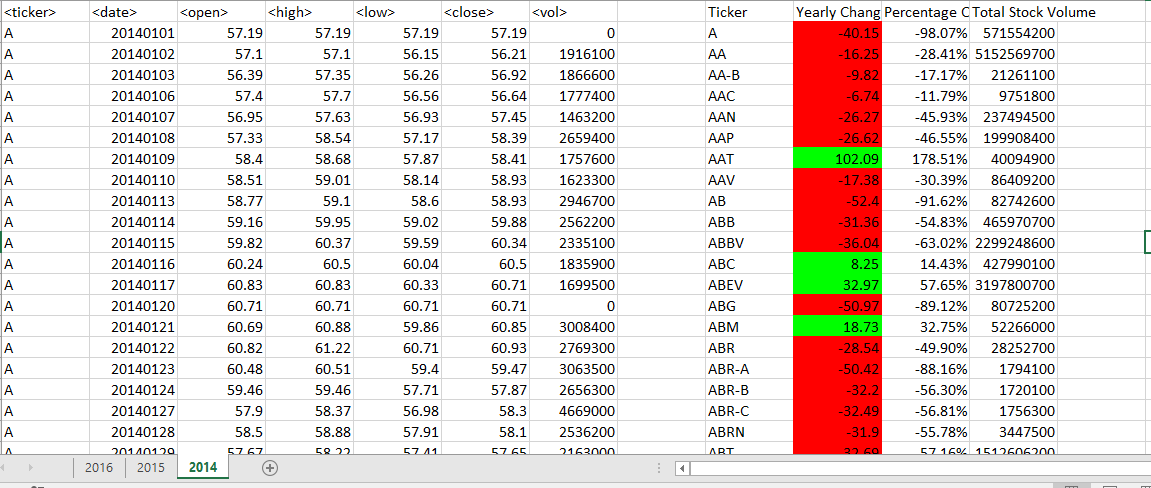 <ticker> <date> <open> <high> <low> <close> <vol> Ticker Yearly Chang Percentage C Total Stock Volume
A 20140101 57.19 57.19 57.19 57.19 0 A -40.15 -98.07% 571554200
A 20140102 57.1 57.1 56.15 56.21 1916100 AA -16.25 -28.41% 5152569700
A 20140103 56.39 57.35 56.26 56.92 1866600 AA-B -9.82 -17.17% 21261100
A 20140106 57.4 57.7 56.56 56.64 1777400 AAC -6.74 -11.79% 9751800
A 20140107 56.95 57.63 56.93 57.45 1463200 AAN -26.27 -45.93% 237494500
A 20140108 57.33 58.54 57.17 58.39 2659400 AAP -26.62 -46.55% 199908400
A 20140109 58.4 58.68 57.87 58.41 1757600 AAT 102.09 178.51% 40094900
A 20140110 58.51 59.01 58.14 58.93 1623300 AAV -17.38 -30.39% 86409200
A 20140113 58.77 59.1 58.6 58.93 2946700 AB -52.4 -91.62% 82742600
A 20140114 59.16 59.95 59.02 59.88 2562200 ABB -31.36 -54.83% 465970700
A 20140115 59.82 60.37 59.59 60.34 2335100 ABBV -36.04 -63.02% 2299248600
A 20140116 60.24 60.5 60.04 60.5 1835900 ABC 8.25 14.43% 427990100
A 20140117 60.83 60.83 60.33 60.71 1699500 ABEV 32.97 57.65% 3197800700
A 20140120 60.71 60.71 60.71 60.71 0 ABG -50.97 -89.12% 80725200
A 20140121 60.69 60.88 59.86 60.85 3008400 ABM 18.73 32.75% 52266000
A 20140122 60.82 61.22 60.71 60.93 2769300 ABR -28.54 -49.90% 28252700
A 20140123 60.48 60.51 59.4 59.47 3063500 ABR-A -50.42 -88.16% 1794100
A 20140124 59.46 59.46 57.71 57.87 2656300 ABR-B -32.2 -56.30% 1720100
A 20140127 57.9 58.37 56.98 58.3 4669000 ABR-C -32.49 -56.81% 1756300
A 20140128 58.5 58.88 57.91 58.1 2536200 ABRN -31.9 -55.78% 3447500
A 20140129 57.67 58.22 57.41 57.65 2163000 ABT 57.16% 1512606200
2016 2015 2014